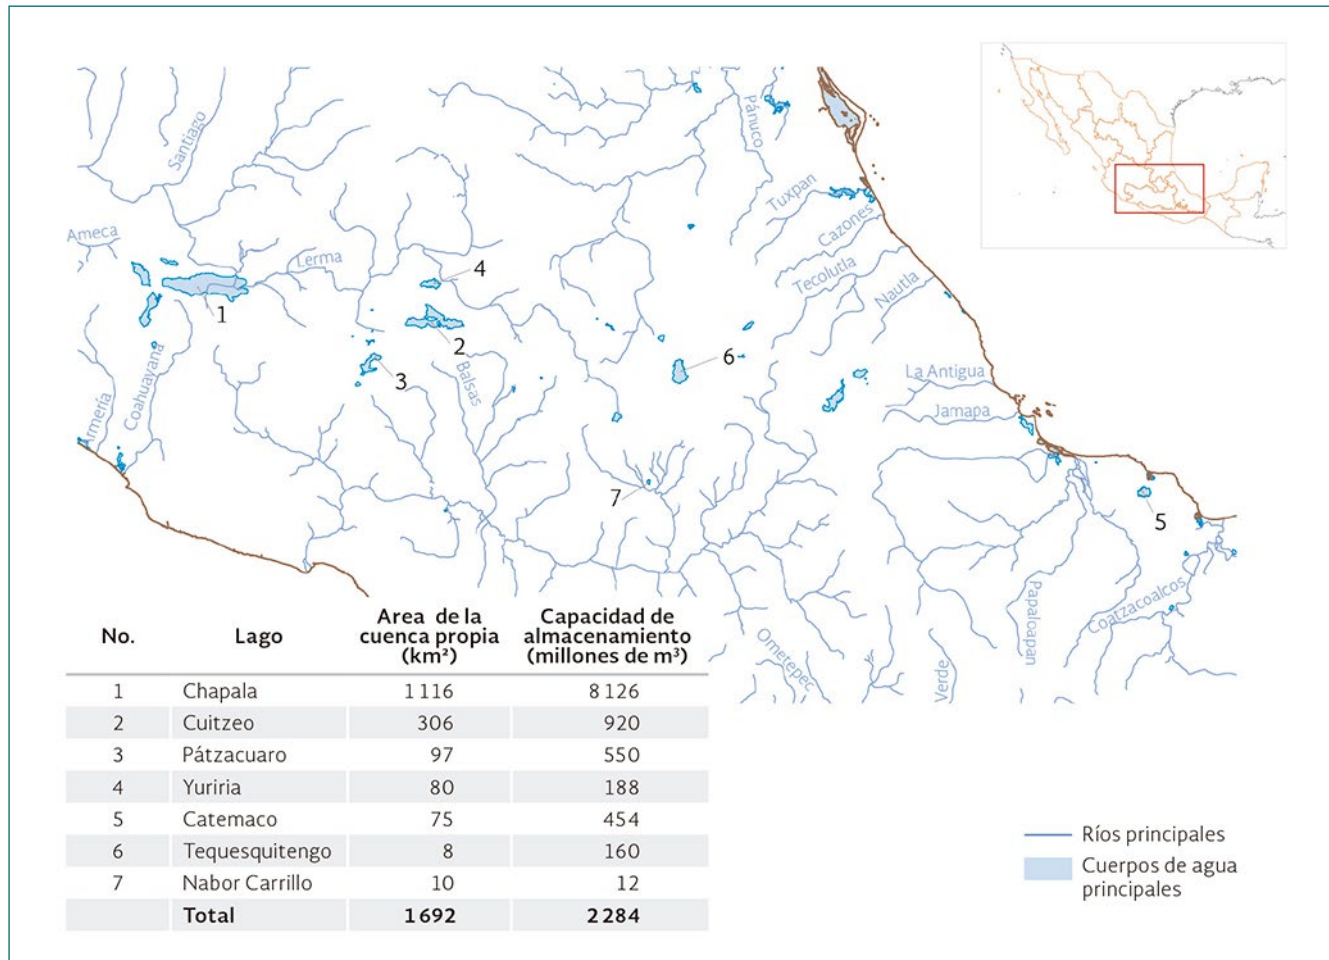 Santiago
Pánuco
Tuxpan
Cazones
Ameca
Lerma
4
Tecolutla
Nautla
1
2
6
3
Balsas
La Antigua
Coahuayana
Armería
Jamapa
7
5
Papaloapan
Coatzacoalcos
Ometepec
Verde
No. Lago Area de la cuenca propia (km²) Capacidad de almacenamiento (millones de m³)
1 Chapala 1 116 8 126
2 Cuitzeo 306 920
3 Pátzacuaro 97 550
4 Yuriria 80 188
5 Catemaco 75 454
6 Tequesquitengo 8 160
7 Nabor Carrillo 10 12
Total 1 692 2 284
Ríos principales
Cuerpos de agua
principales